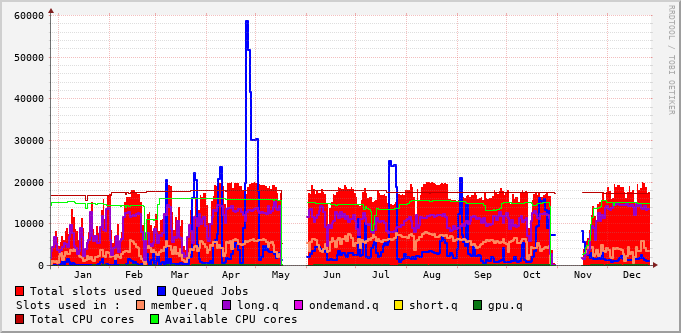 60000
50000
40000
30000
20000
10000
0
Jan Feb Mar Apr May Jun Jul Aug Sep Oct Nov Dec
Total slots used Queued Jobs
Slots used in : member.q long.q ondemand.q short.q gpu.q
Total CPU cores Available CPU cores
RRDTOOL / TOBI OETIKER